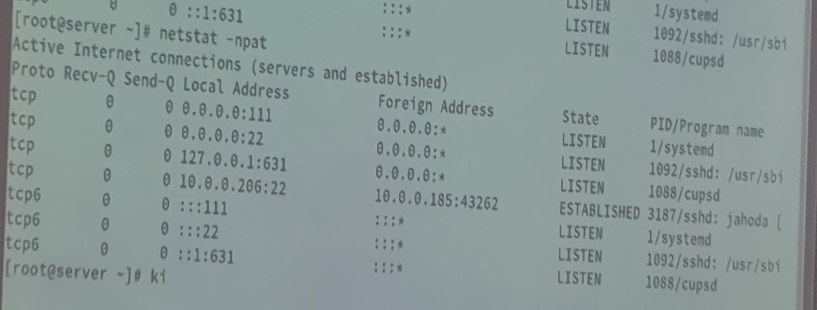 0 0 ::1:631 :::* LISTEN 1/systemd
[root@server ~]# netstat -npat :::* LISTEN 1092/sshd: /usr/sbi
Active Internet connections (servers and established) LISTEN 1088/cupsd
Proto Recv-Q Send-Q Local Address Foreign Address State PID/Program name
tcp 0 0 0.0.0.0:111 0.0.0.0:* LISTEN 1/systemd
tcp 0 0 0.0.0.0:22 0.0.0.0:* LISTEN 1092/sshd: /usr/sbi
tcp 0 0 127.0.0.1:631 0.0.0.0:* LISTEN 1088/cupsd
tcp 0 0 10.0.0.206:22 10.0.0.185:43262 ESTABLISHED 3187/sshd: jahoda [
tcp6 0 0 :::111 :::* LISTEN 1/systemd
tcp6 0 0 :::22 :::* LISTEN 1092/sshd: /usr/sbi
tcp6 0 0 ::1:631 :::* LISTEN 1088/cupsd
[root@server ~]# ki